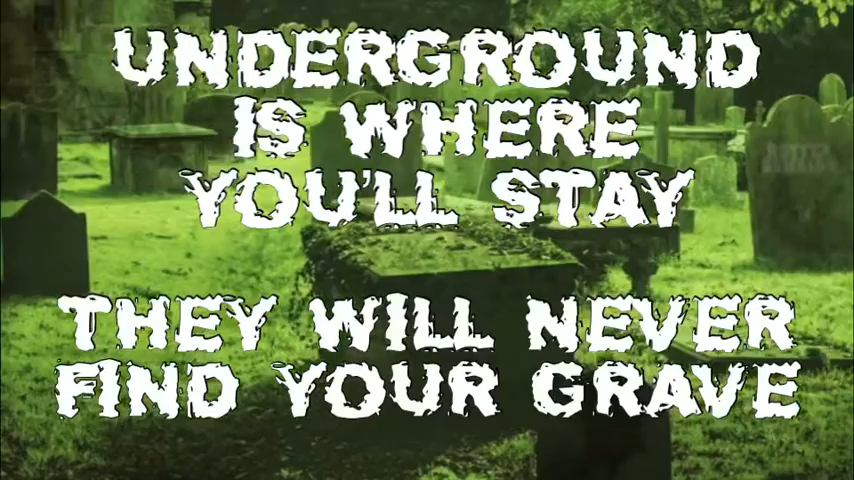 UNDERGROUND
IS WHERE
YOU'LL STAY
THEY WILL NEVER
FIND YOUR GRAVE